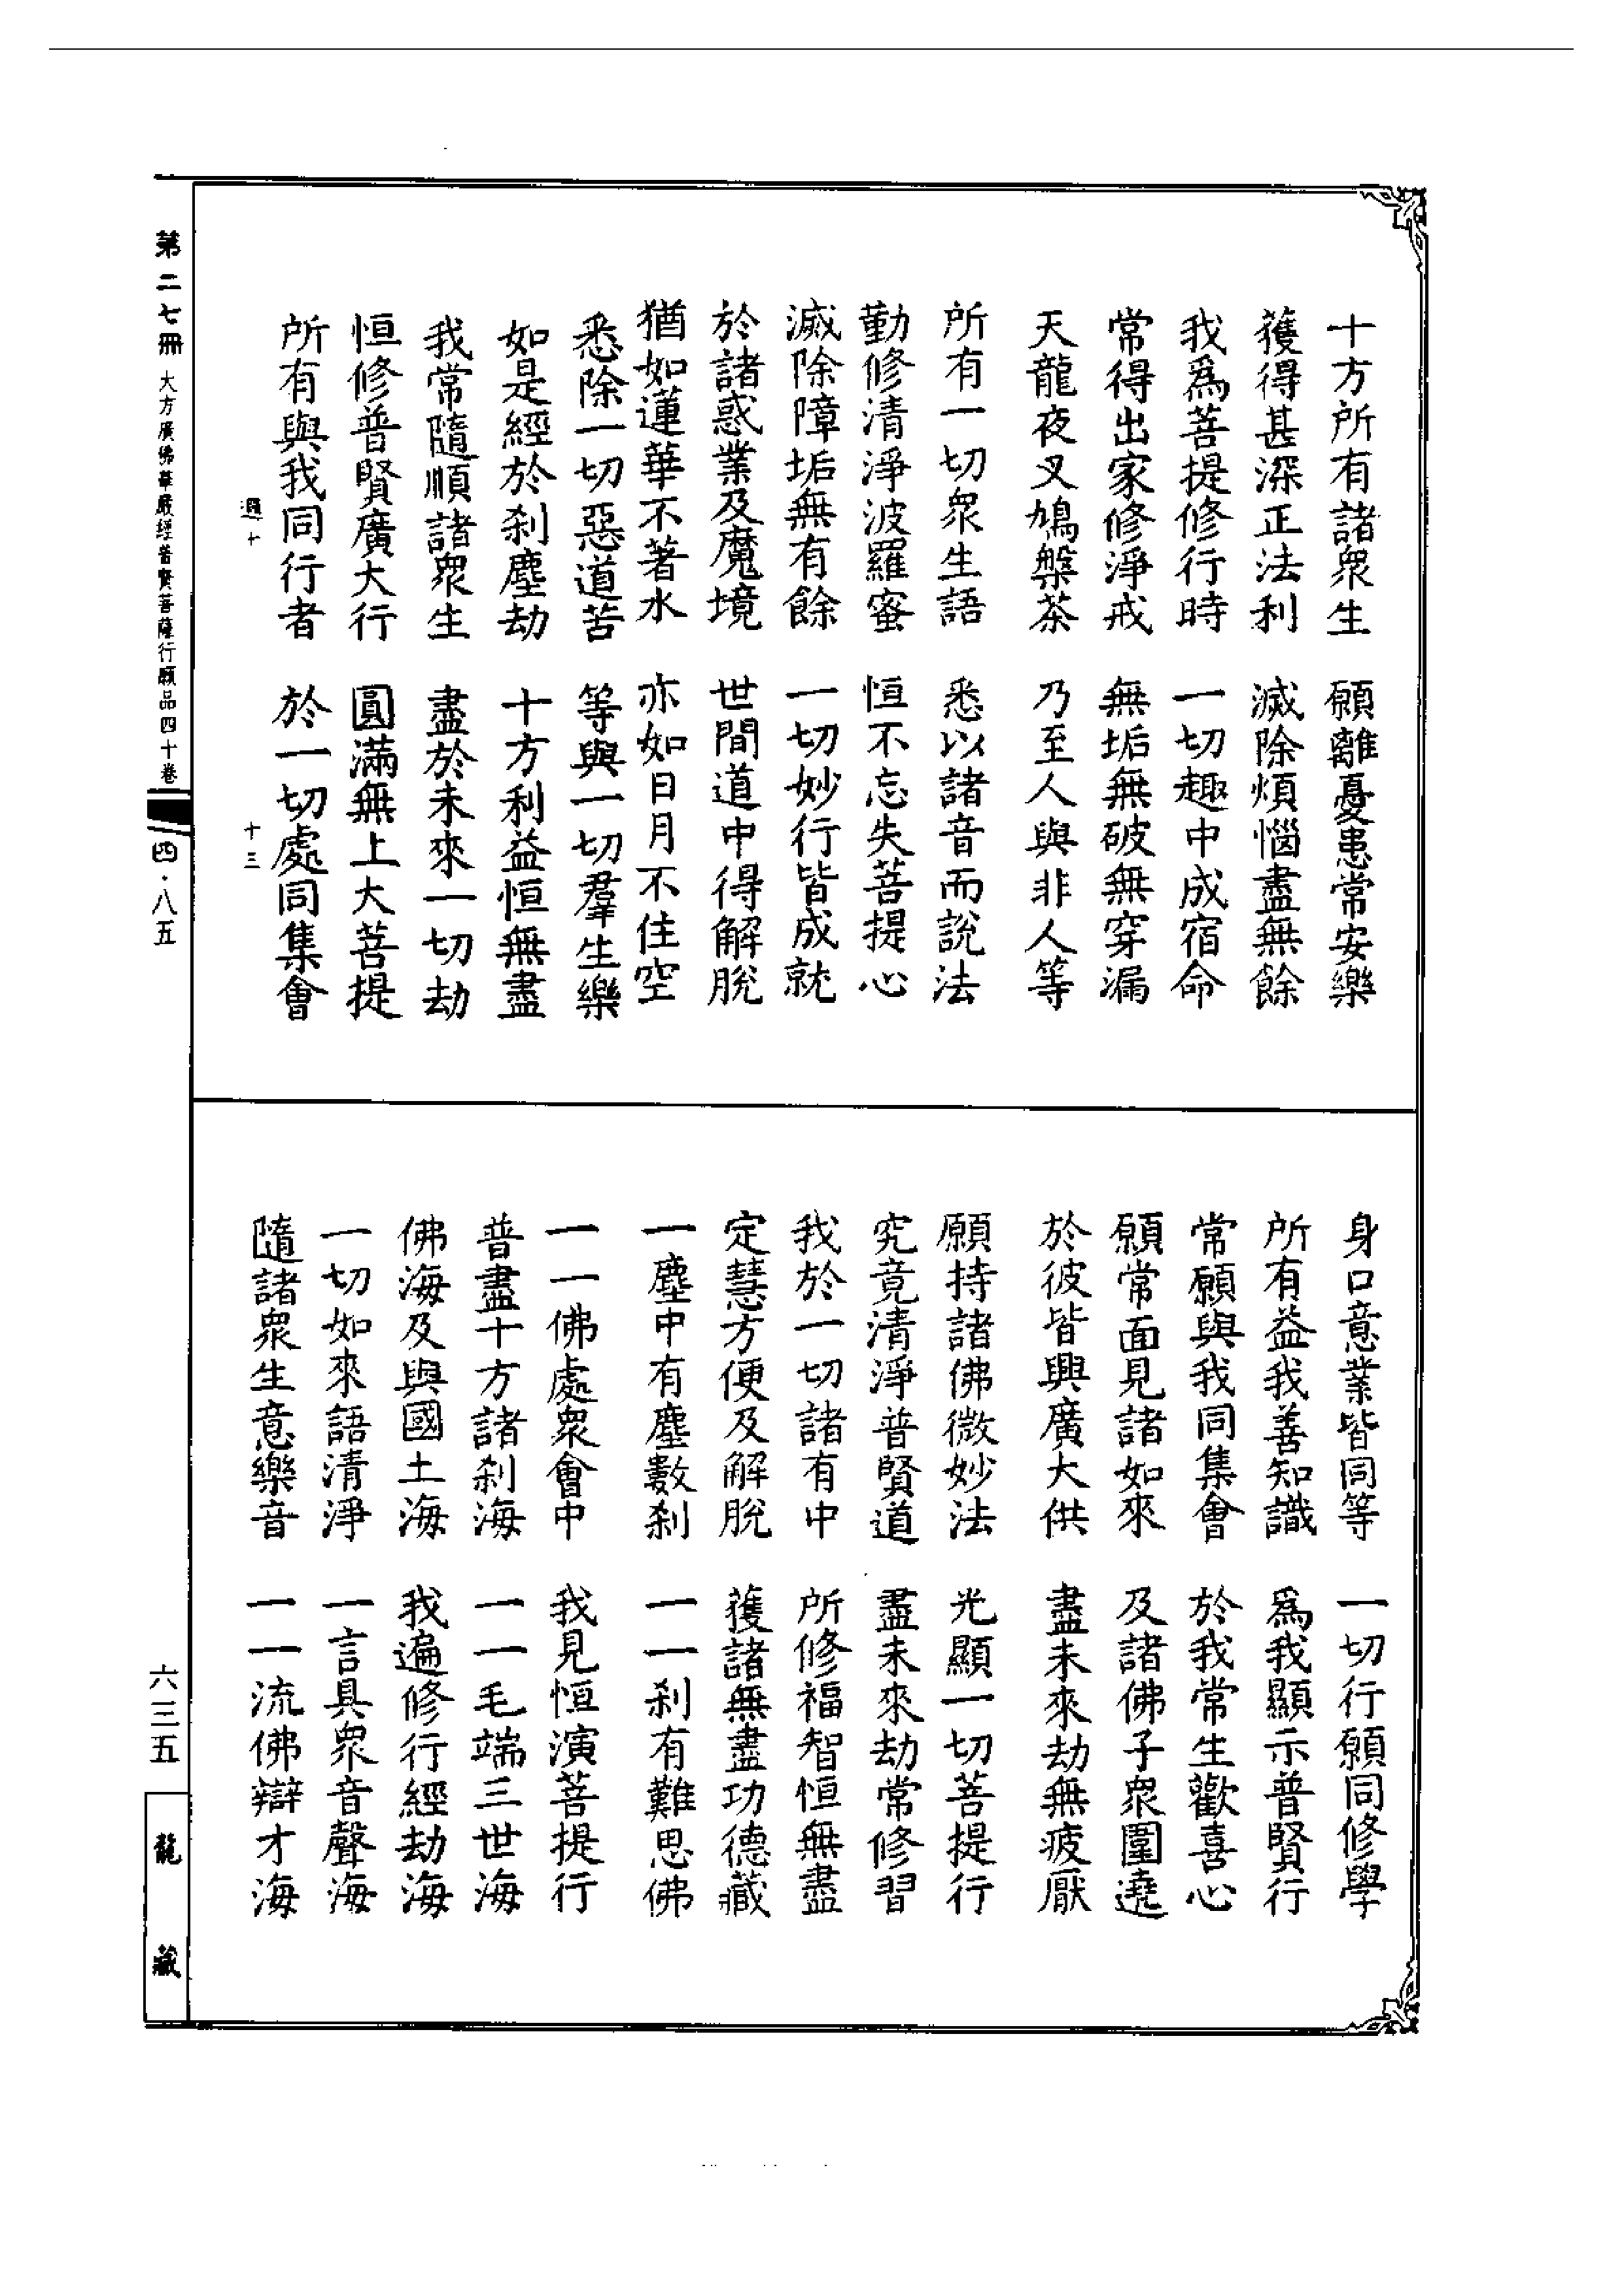 十方所有諸衆生　願離憂患常安樂
獲得甚深正法利　滅除煩惱盡無餘
我爲菩提修行時　一切趣中成宿命
常得出家修淨戒　無垢無破無穿漏
天龍夜叉鳩槃茶　乃至人與非人等
所有一切衆生語　悉以諸音而說法
勤修清淨波羅蜜　恒不忘失菩提心
滅除障垢無有餘　一切妙行皆成就
於諸惑業及魔境　世間道中得解脫
猶如蓮華不著水　亦如日月不住空
悉除一切惡道苦　等與一切羣生樂
如是經於刹塵劫　十方利益恒無盡
我常隨順諸衆生　盡於未來一切劫
恒修普賢廣大行　圓滿無上大菩提
所有與我同行者　於一切處同集會
十三
身口意業皆同等　一切行願同修學
所有益我善知識　爲我顯示普賢行
常願與我同集會　於我常生歡喜心
願常面見諸如來　及諸佛子衆圍遶
於彼皆興廣大供　盡未來劫無疲厭
願持諸佛微妙法　光顯一切菩提行
究竟清淨普賢道　盡未來劫常修習
我於一切諸有中　所修福智恒無盡
定慧方便及解脫　獲諸無盡功德藏
一塵中有塵數刹　一一刹有難思佛
一一佛處衆會中　我見恒演菩提行
普盡十方諸刹海　一一毛端三世海
佛海及與國土海　我遍修行經劫海
一切如來語清淨　一言具衆音聲海
隨諸衆生意樂音　一一流佛辯才海
第二七冊　大方廣佛華嚴經普賢菩薩行願品四十卷　四·八五
六三五
龍藏